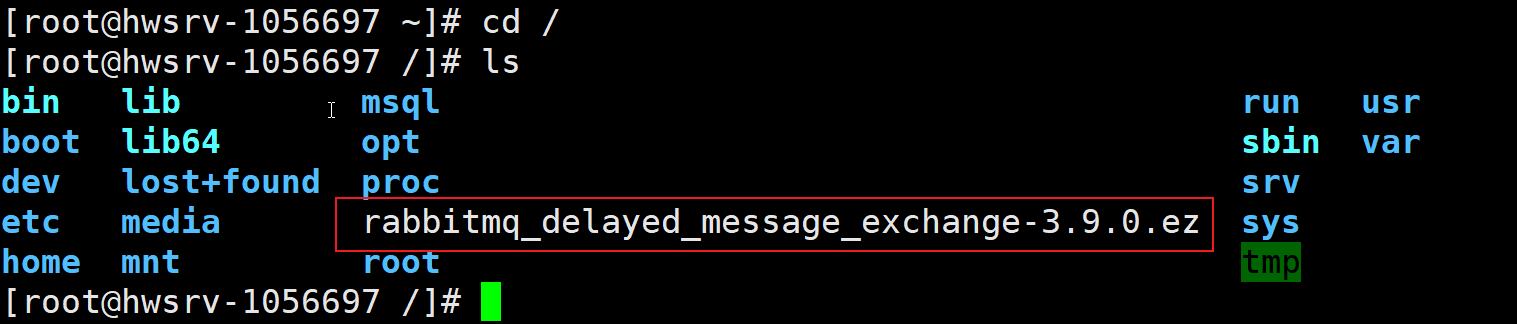 [root@hwsrv-1056697 ~]# cd /
[root@hwsrv-1056697 /]# ls
bin lib msql run usr
boot lib64 opt sbin var
dev lost+found proc srv
etc media rabbitmq_delayed_message_exchange-3.9.0.ez sys
home mnt root tmp
[root@hwsrv-1056697 /]#